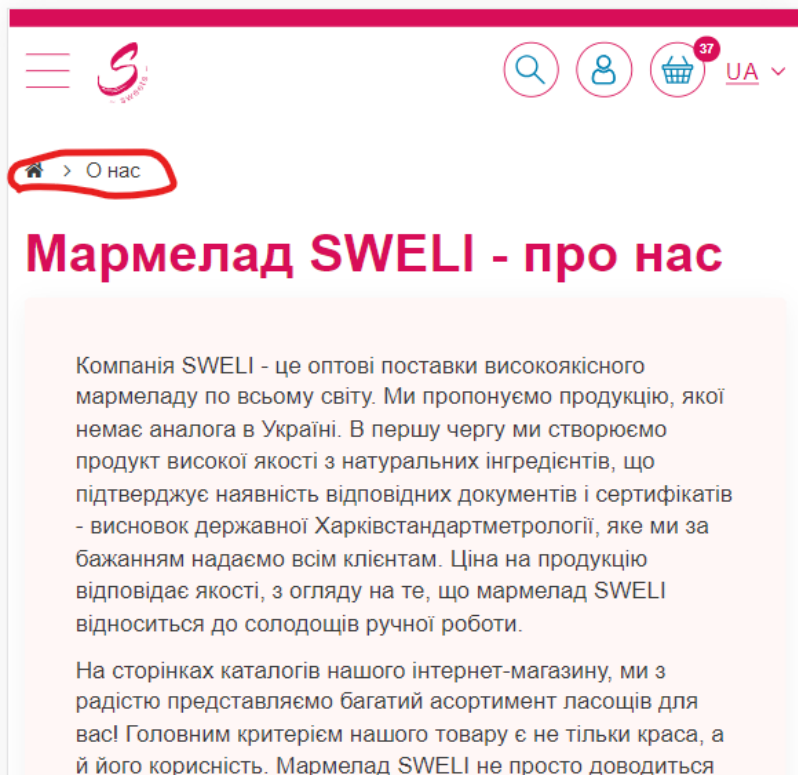 sweets
37
UA
О нас
Мармелад SWELI - про нас
Компанія SWELI - це оптові поставки високоякісного
мармеладу по всьому світу. Ми пропонуємо продукцію, якої
немає аналога в Україні. В першу чергу ми створюємо
продукт високої якості з натуральних інгредієнтів, що
підтверджує наявність відповідних документів і сертифікатів
- висновок державної Харківстандартметрології, яке ми за
бажанням надаємо всім клієнтам. Ціна на продукцію
відповідає якості, з огляду на те, що мармелад SWELI
відноситься до солодощів ручної роботи.
На сторінках каталогів нашого інтернет-магазину, ми з
радістю представляємо багатий асортимент ласощів для
вас! Головним критерієм нашого товару є не тільки краса, а
й його корисність. Мармелад SWELI не просто доводиться